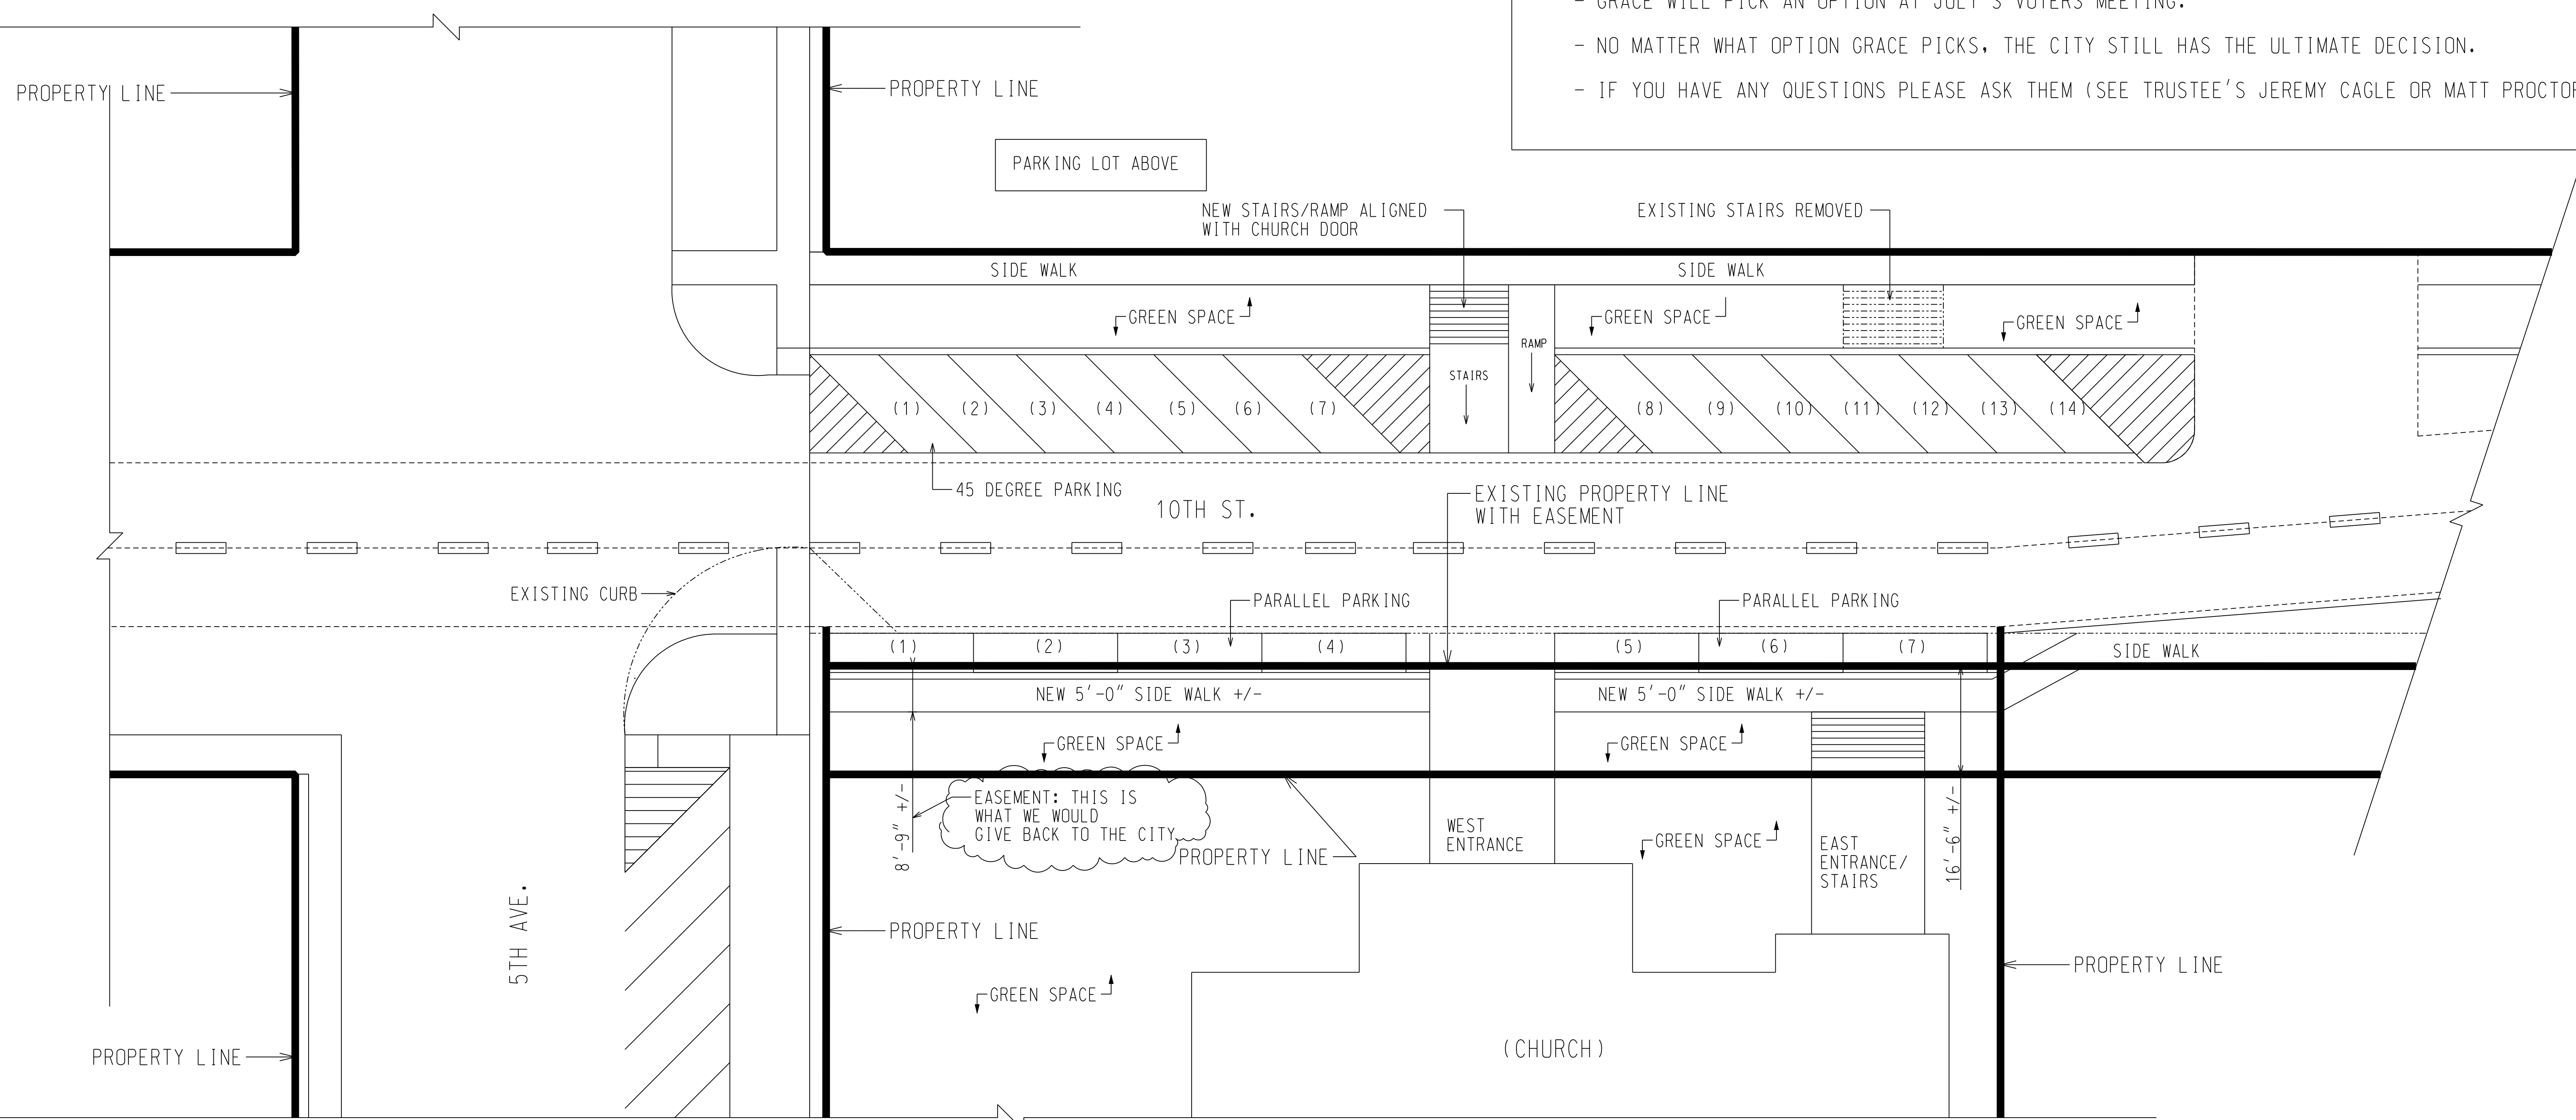 - GRACE WILL PICK AN OPTION AT JULY'S VOTERS MEETING.
- NO MATTER WHAT OPTION GRACE PICKS, THE CITY STILL HAS THE ULTIMATE DECISION.
- IF YOU HAVE ANY QUESTIONS PLEASE ASK THEM (SEE TRUSTEE'S JEREMY CAGLE OR MATT PROCTOR
PROPERTY LINE
PROPERTY LINE
PARKING LOT ABOVE
NEW STAIRS/RAMP ALIGNED
WITH CHURCH DOOR
EXISTING STAIRS REMOVED
SIDE WALK
SIDE WALK
GREEN SPACE
GREEN SPACE
GREEN SPACE
RAMP
STAIRS
(1) (2) (3) (4) (5) (6) (7)
(8) (9) (10) (11) (12) (13) (14)
45 DEGREE PARKING
10TH ST.
EXISTING PROPERTY LINE
WITH EASEMENT
EXISTING CURB
PARALLEL PARKING
PARALLEL PARKING
(1) (2) (3) (4)
(5) (6) (7)
SIDE WALK
NEW 5'-0" SIDE WALK +/-
NEW 5'-0" SIDE WALK +/-
GREEN SPACE
GREEN SPACE
8'-9" +/-
EASEMENT: THIS IS
WHAT WE WOULD
GIVE BACK TO THE CITY
PROPERTY LINE
WEST
ENTRANCE
GREEN SPACE
EAST
ENTRANCE/
STAIRS
16'-6" +/-
5TH AVE.
PROPERTY LINE
PROPERTY LINE
GREEN SPACE
(CHURCH)
PROPERTY LINE